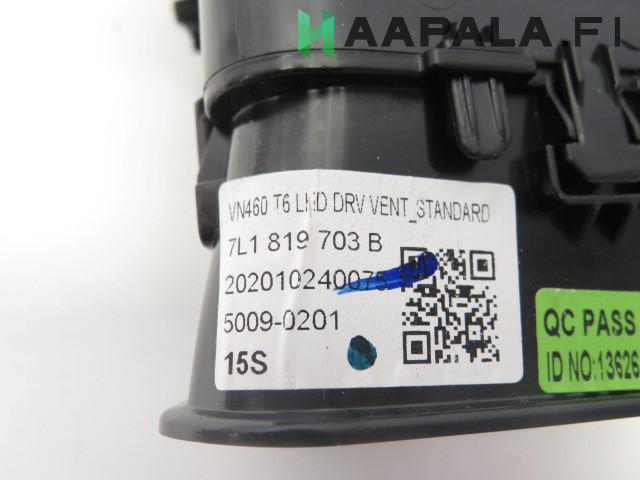 HAAPALA FI
VN460 T6 LHD DRV VENT_STANDARD
7L1 819 703 B
202010240075
5009-0201
15S
QC PASS
ID NO:13626